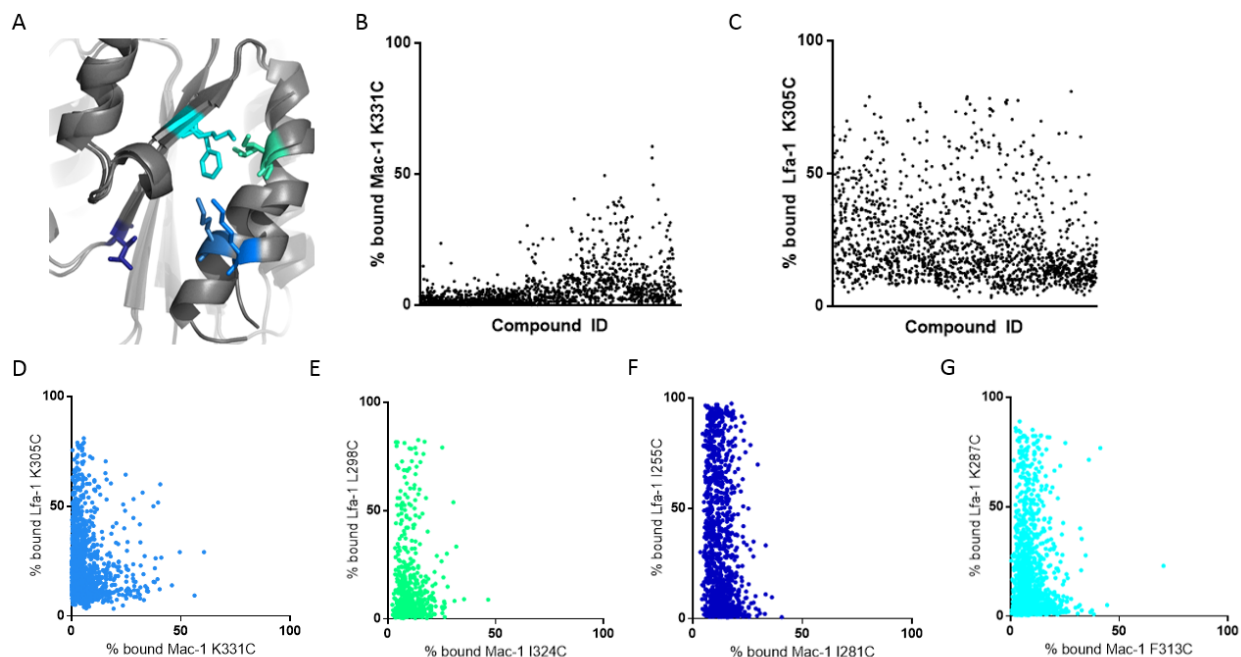 A
B
C
100
50
0
% bound Mac-1 K331C
Compound ID
100
50
0
% bound Lfa-1 K305C
Compound ID
D
E
F
G
100
50
0
% bound Lfa-1 K305C
0
50
100
% bound Mac-1 K331C
100
50
0
% bound Lfa-1 L298C
0
50
100
% bound Mac-1 I324C
100
50
0
% bound Lfa-1 I255C
0
50
100
% bound Mac-1 I281C
100
50
0
% bound Lfa-1 K287C
0
50
100
% bound Mac-1 F313C